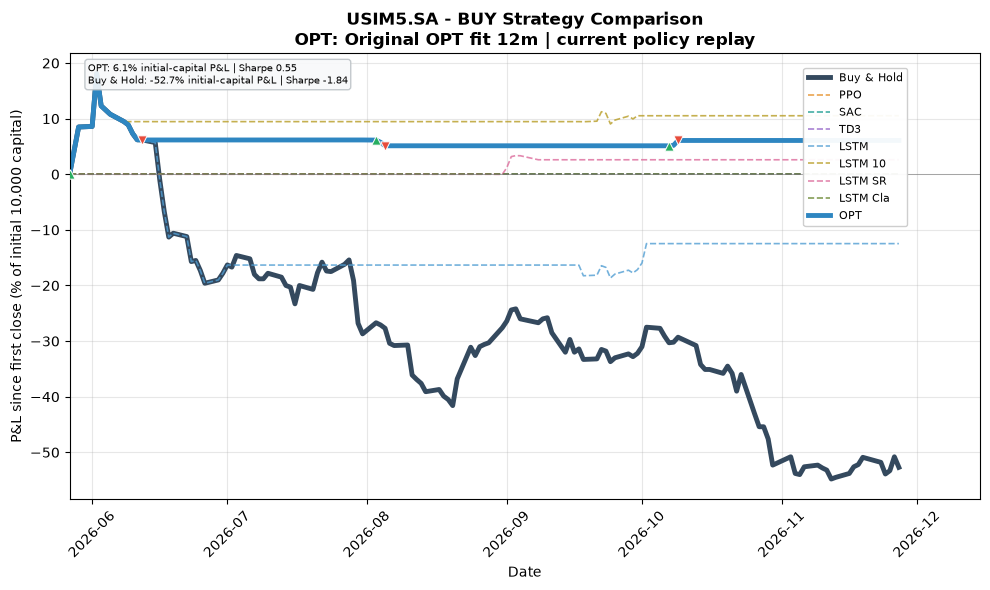 USIM5.SA - BUY Strategy Comparison
OPT: Original OPT fit 12m | current policy replay
OPT: 6.1% initial-capital P&L | Sharpe 0.55
Buy & Hold: -52.7% initial-capital P&L | Sharpe -1.84
Buy & Hold
PPO
SAC
TD3
LSTM
LSTM 10
LSTM SR
LSTM Cla
OPT
P&L since first close (% of initial 10,000 capital)
20
10
0
−10
−20
−30
−40
−50
2026-06
2026-07
2026-08
2026-09
2026-10
2026-11
2026-12
Date